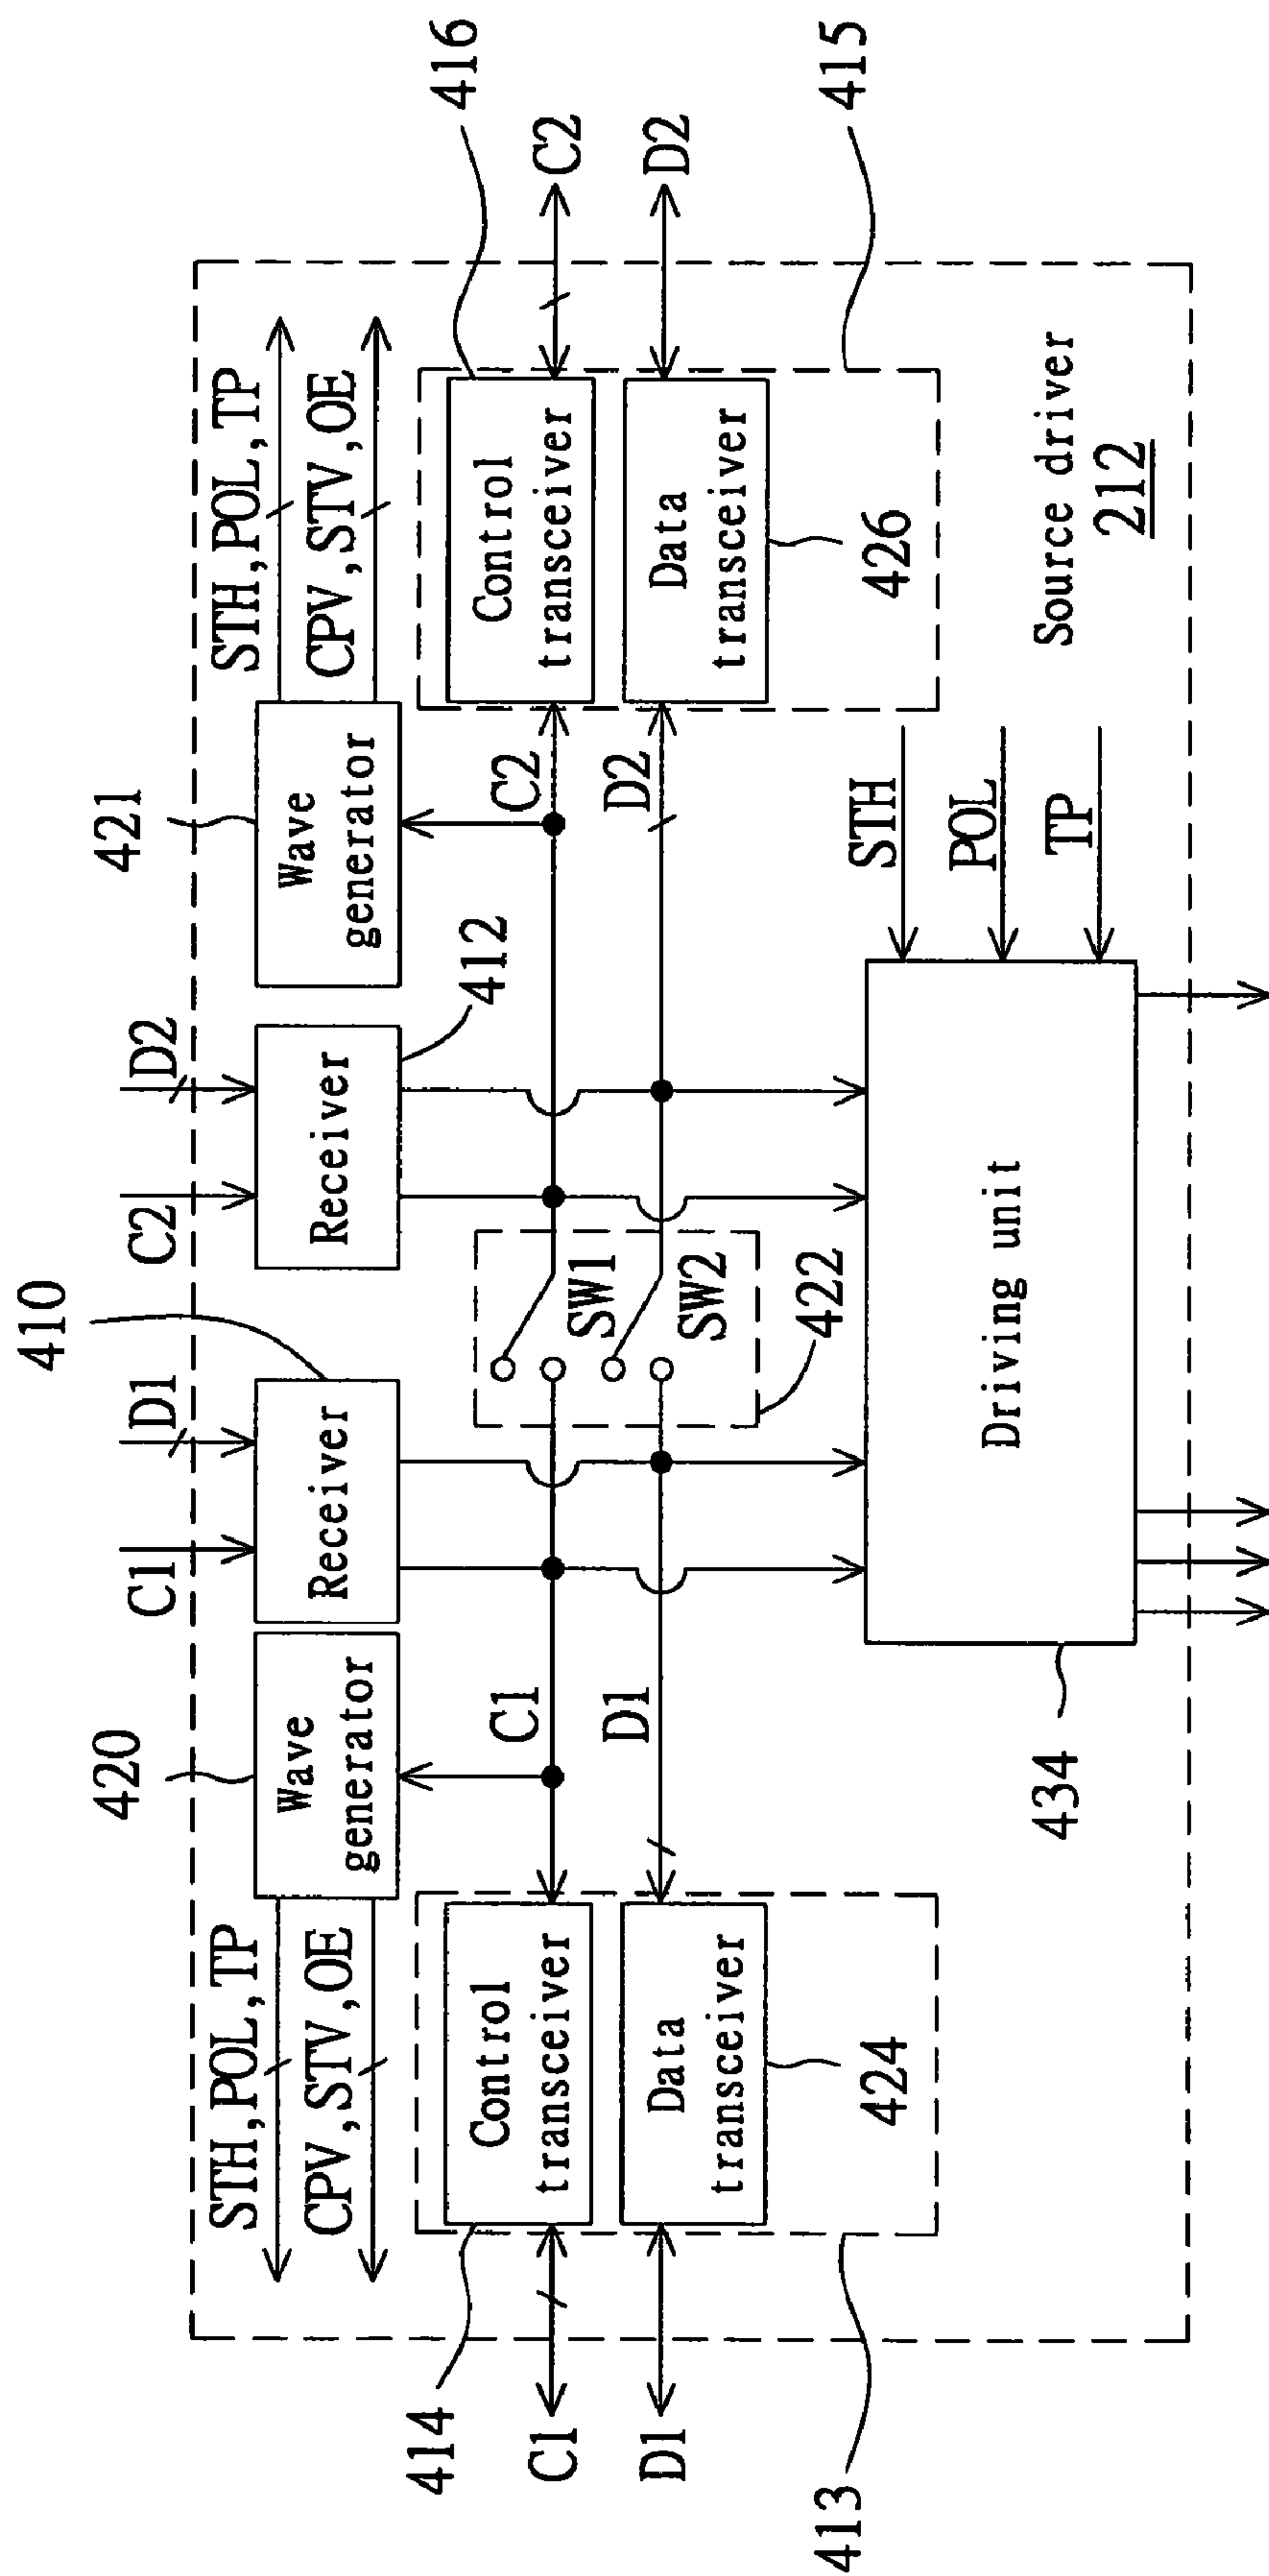 410
C1
D1
C2
D2
420
421
STH,POL,TP
Wave
generator
Receiver
Receiver
412
Wave
generator
STH,POL,TP
CPV,STV,OE
CPV,STV,OE
414
416
C1
Control
transceiver
C1
SW1
C2
Control
transceiver
C2
D1
Data
transceiver
D1
SW2
D2
Data
transceiver
D2
422
413
424
426
415
STH
POL
TP
Driving unit
434
Source driver
212